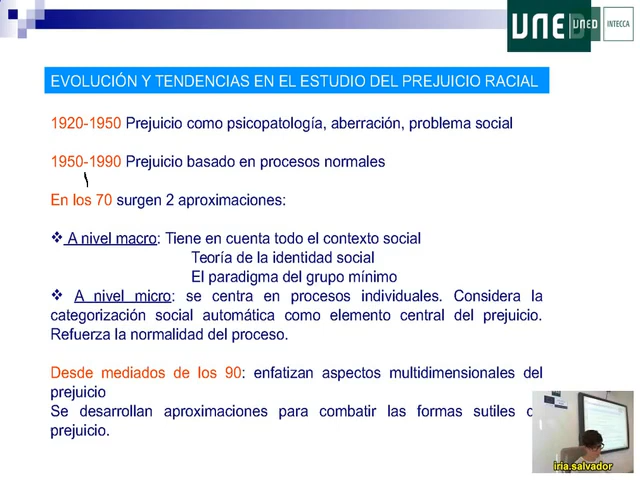 UNED
UNED
INTECCA
EVOLUCIÓN Y TENDENCIAS EN EL ESTUDIO DEL PREJUICIO RACIAL
1920-1950 Prejuicio como psicopatología, aberración, problema social
1950-1990 Prejuicio basado en procesos normales
En los 70 surgen 2 aproximaciones:
A nivel macro: Tiene en cuenta todo el contexto social
Teoría de la identidad social
El paradigma del grupo mínimo
A nivel micro: se centra en procesos individuales. Considera la
categorización social automática como elemento central del prejuicio.
Refuerza la normalidad del proceso.
Desde mediados de los 90: enfatizan aspectos multidimensionales del
prejuicio
Se desarrollan aproximaciones para combatir las formas sutiles
prejuicio.
iria.salvador